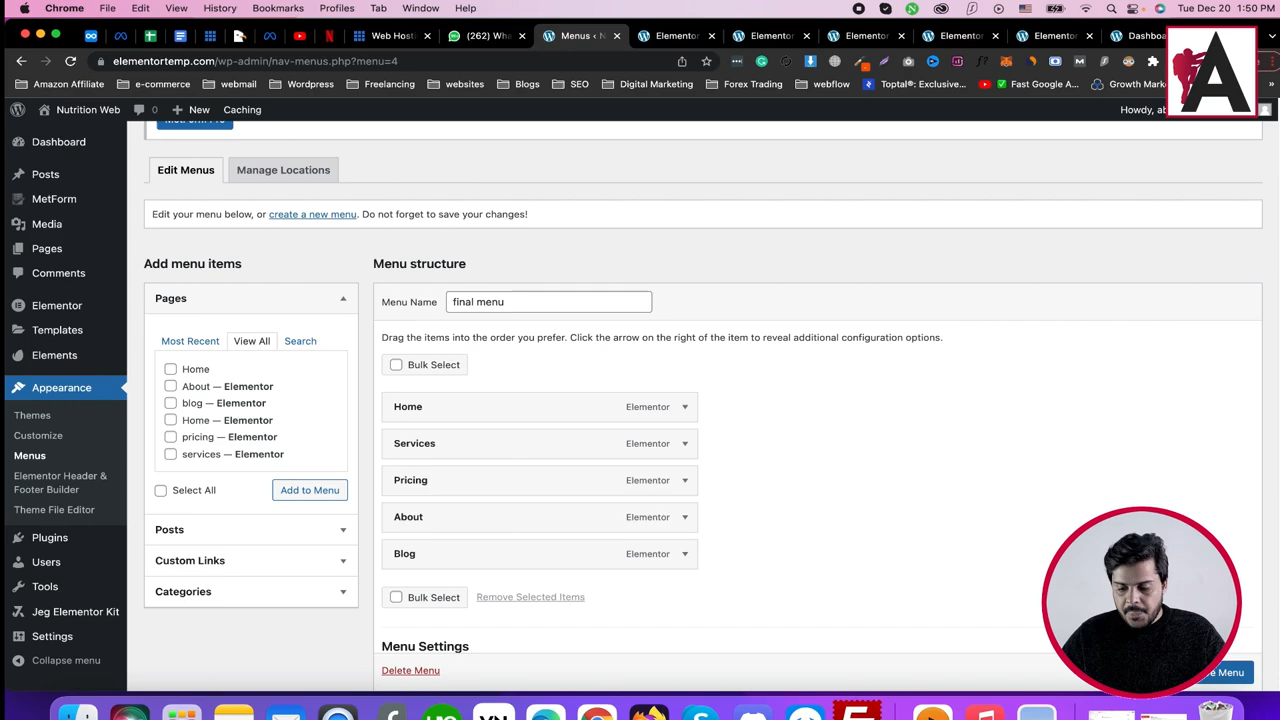 Chrome File Edit View History Bookmarks Profiles Tab Window Help Tue Dec 20 1:50 PM
Web Hosti (262) Wha Menus ‹ N Elementor Elementor Elementor Elementor Elementor Dashboa
elementortemp.com/wp-admin/nav-menus.php?menu=4
Amazon Affiliate e-commerce webmail Wordpress Freelancing websites Blogs SEO Digital Marketing Forex Trading webflow Toptal®: Exclusive... Fast Google A... Growth Market
A
Nutrition Web 0 New Caching Howdy, ab
Dashboard
Posts
MetForm
Media
Pages
Comments
Elementor
Templates
Elements
Appearance
Themes
Customize
Menus
Elementor Header &
Footer Builder
Theme File Editor
Plugins
Users
Tools
Jeg Elementor Kit
Settings
Collapse menu
MetForm Pro
Edit Menus Manage Locations
Edit your menu below, or create a new menu. Do not forget to save your changes!
Add menu items
Pages
Most Recent View All Search
Home
About — Elementor
blog — Elementor
Home — Elementor
pricing — Elementor
services — Elementor
Select All Add to Menu
Posts
Custom Links
Categories
Menu structure
Menu Name final menu
Drag the items into the order you prefer. Click the arrow on the right of the item to reveal additional configuration options.
Bulk Select
Home Elementor
Services Elementor
Pricing Elementor
About Elementor
Blog Elementor
Bulk Select Remove Selected Items
Menu Settings
Delete Menu
Menu